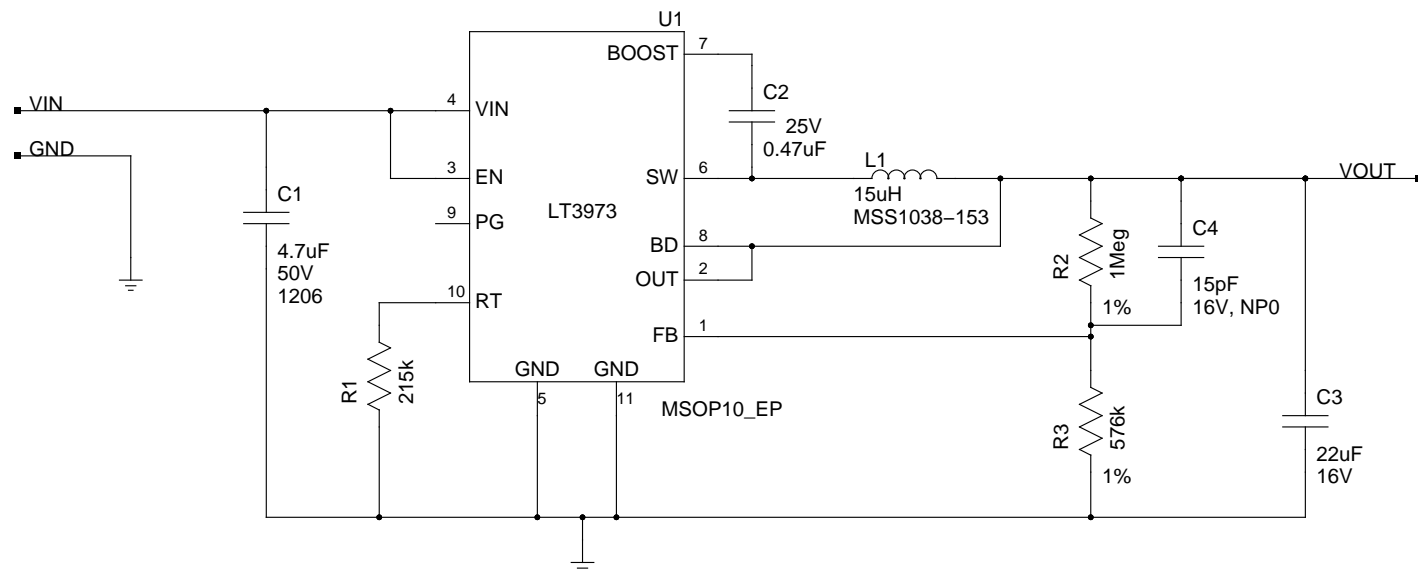 U1
BOOST
7
C2
25V
0.47uF
VIN
4
VIN
GND
3
EN
SW
6
L1
15uH
MSS1038–153
VOUT
C1
4.7uF
50V
1206
9
PG
LT3973
BD
8
OUT
2
R2
1Meg
1%
C4
15pF
16V, NP0
10
RT
FB
1
R1
215k
GND
5
GND
11
MSOP10_EP
R3
576k
1%
C3
22uF
16V